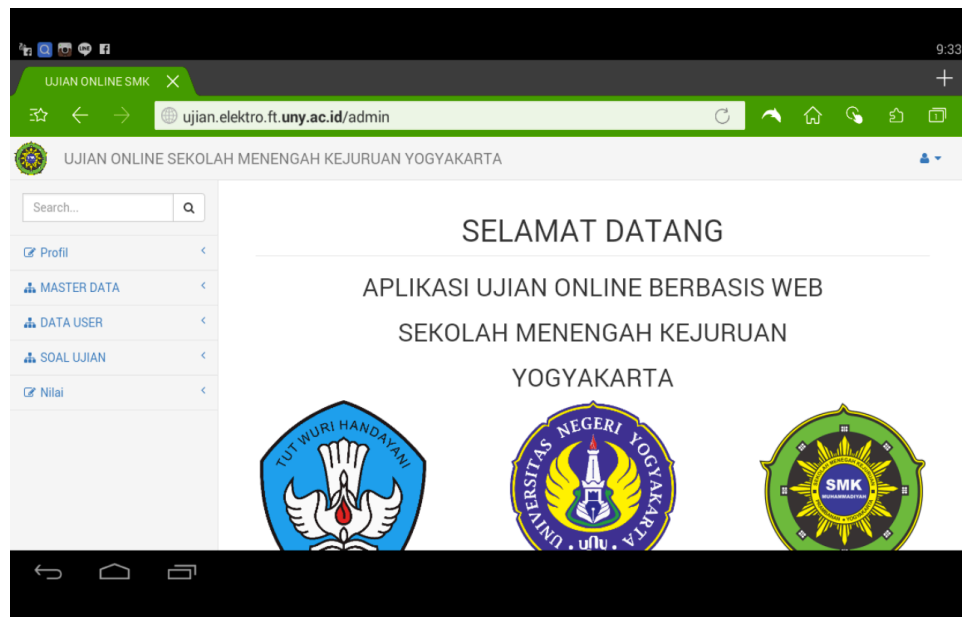 9:33
UJIAN ONLINE SMK
ujian.elektro.ft.uny.ac.id/admin
1
UJIAN ONLINE SEKOLAH MENENGAH KEJURUAN YOGYAKARTA
Search...
Profil
MASTER DATA
DATA USER
SOAL UJIAN
Nilai
SELAMAT DATANG
APLIKASI UJIAN ONLINE BERBASIS WEB
SEKOLAH MENENGAH KEJURUAN
YOGYAKARTA
TUT WURI HANDAYANI
UNIVERSITAS NEGERI YOGYAKARTA
SMK
MUHAMMADIYAH